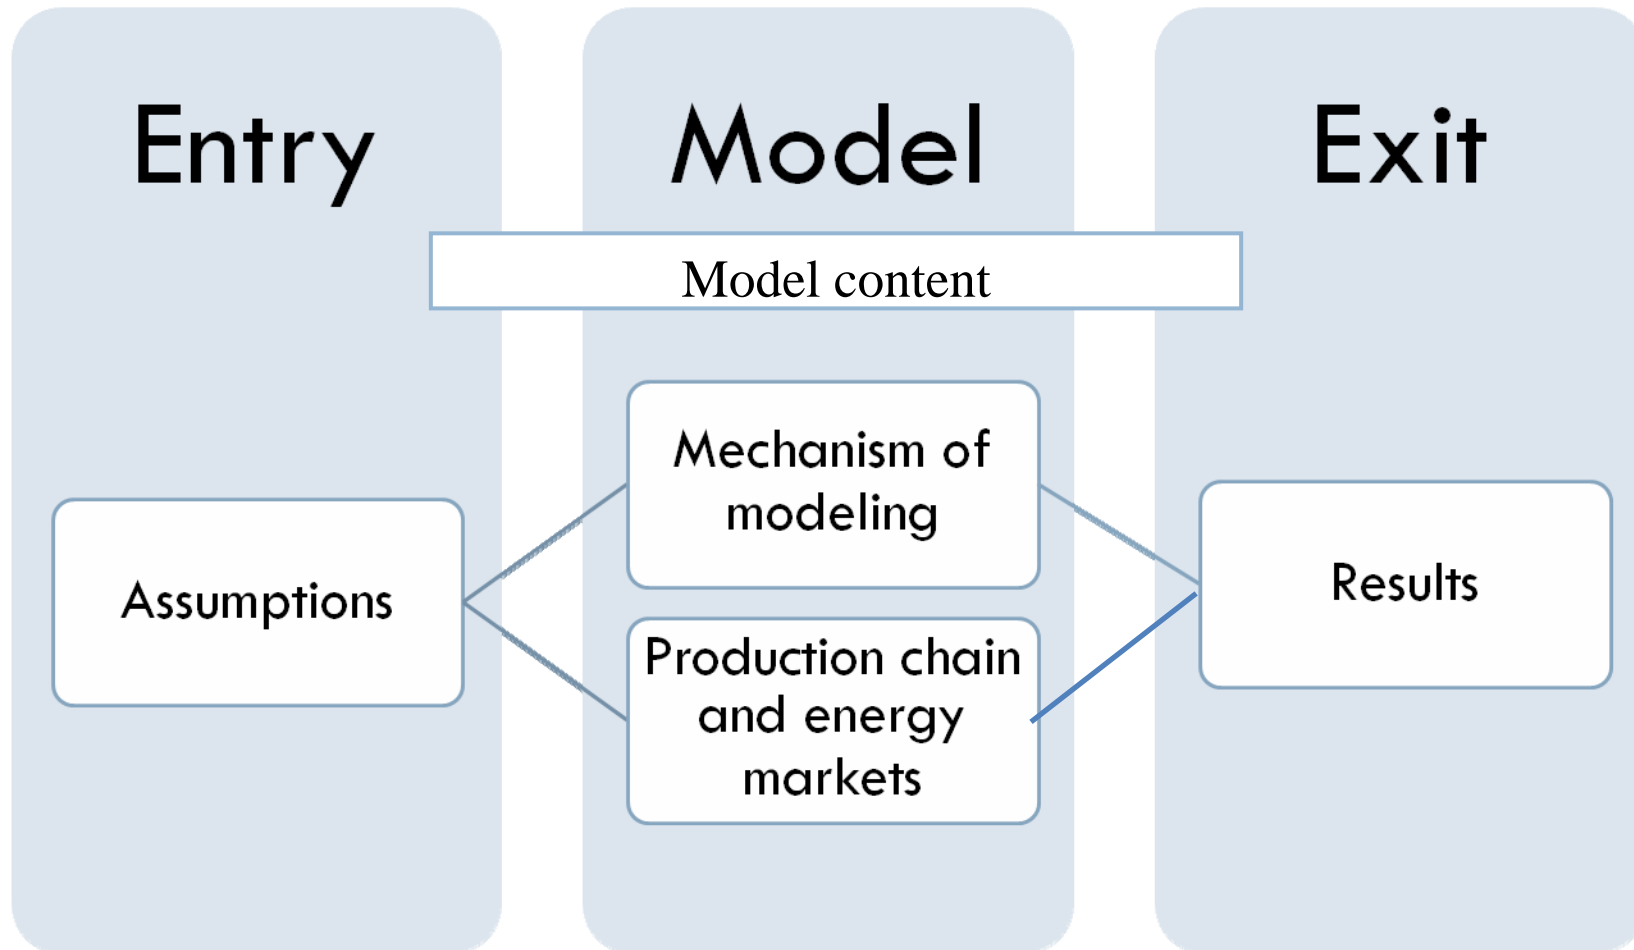 Entry
Model
Exit
Model content
Assumptions
Mechanism of
modeling
Production chain
and energy
markets
Results